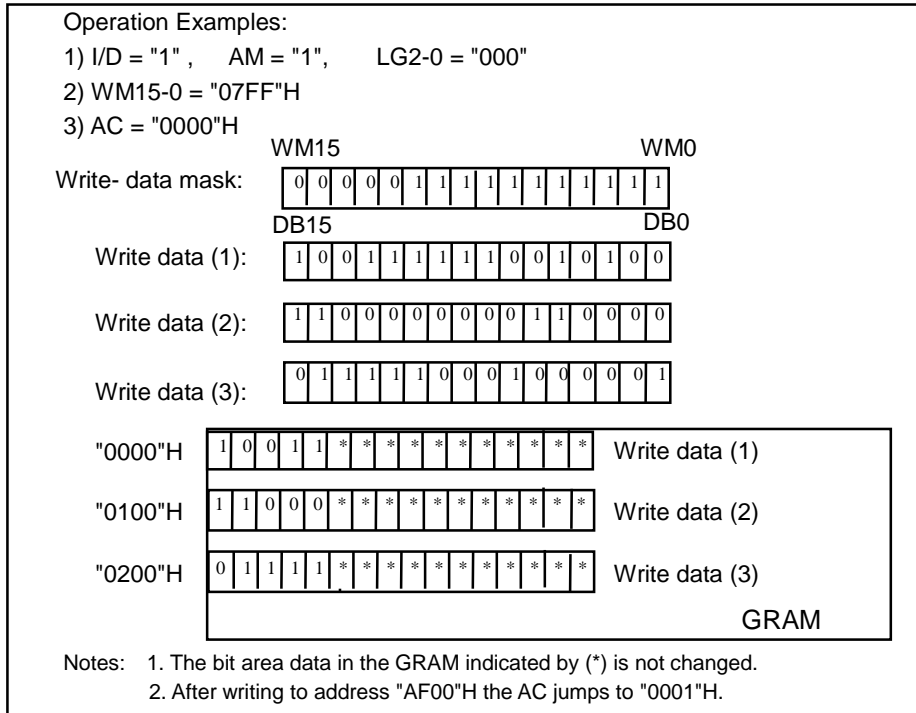 Operation Examples:
1) I/D = "1" , AM = "1", LG2-0 = "000"
2) WM15-0 = "07FF"H
3) AC = "0000"H
WM15 WM0
Write- data mask: 0 0 0 0 0 1 1 1 1 1 1 1 1 1 1 1
DB15 DB0
Write data (1): 1 0 0 1 1 1 1 1 1 0 0 1 0 1 0 0
Write data (2): 1 1 0 0 0 0 0 0 0 0 1 1 0 0 0 0
Write data (3): 0 1 1 1 1 1 0 0 0 1 0 0 0 0 0 1
"0000"H 1 0 0 1 1 * * * * * * * * * * * Write data (1)
"0100"H 1 1 0 0 0 * * * * * * * * * * * Write data (2)
"0200"H 0 1 1 1 1 * * * * * * * * * * * Write data (3)
GRAM
Notes: 1. The bit area data in the GRAM indicated by (*) is not changed.
2. After writing to address "AF00"H the AC jumps to "0001"H.